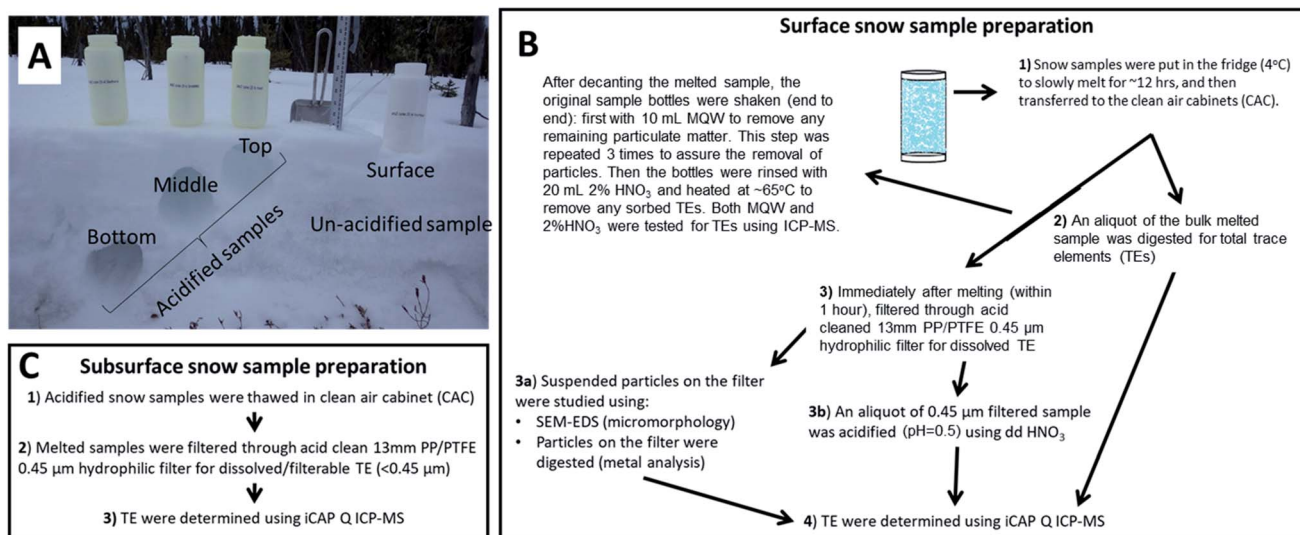 A
Top
Middle
Surface
Bottom
Acidified samples
Un-acidified sample
B
Surface snow sample preparation
After decanting the melted sample, the
original sample bottles were shaken (end to
end): first with 10 mL MQW to remove any
remaining particulate matter. This step was
repeated 3 times to assure the removal of
particles. Then the bottles were rinsed with
20 mL 2% HNO₃ and heated at ~65°C to
remove any sorbed TEs. Both MQW and
2%HNO₃ were tested for TEs using ICP-MS.
1) Snow samples were put in the fridge (4°C)
to slowly melt for ~12 hrs, and then
transferred to the clean air cabinets (CAC).
2) An aliquot of the bulk melted
sample was digested for total trace
elements (TEs)
3) Immediately after melting (within
1 hour), filtered through acid
cleaned 13mm PP/PTFE 0.45 µm
hydrophilic filter for dissolved TE
3a) Suspended particles on the filter
were studied using:
• SEM-EDS (micromorphology)
• Particles on the filter were
digested (metal analysis)
3b) An aliquot of 0.45 µm filtered sample
was acidified (pH=0.5) using dd HNO₃
4) TE were determined using iCAP Q ICP-MS
C
Subsurface snow sample preparation
1) Acidified snow samples were thawed in clean air cabinet (CAC)
2) Melted samples were filtered through acid clean 13mm PP/PTFE
0.45 µm hydrophilic filter for dissolved/filterable TE (<0.45 µm)
3) TE were determined using iCAP Q ICP-MS